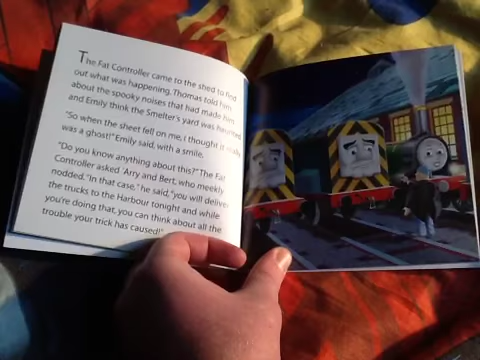 The Fat Controller came to the shed to find
out what was happening. Thomas told him
about the spooky noises that had made him
and Emily think the Smelter's yard was haunted.
"So when the sheet fell on me, I thought it really
was a ghost!" Emily said, with a smile.
"Do you know anything about this?" The Fat
Controller asked 'Arry and Bert, who meekly
nodded. "In that case," he said, "you will deliver
the trucks to the Harbour tonight and while
you're doing that, you can think about all the
trouble your trick has caused!"